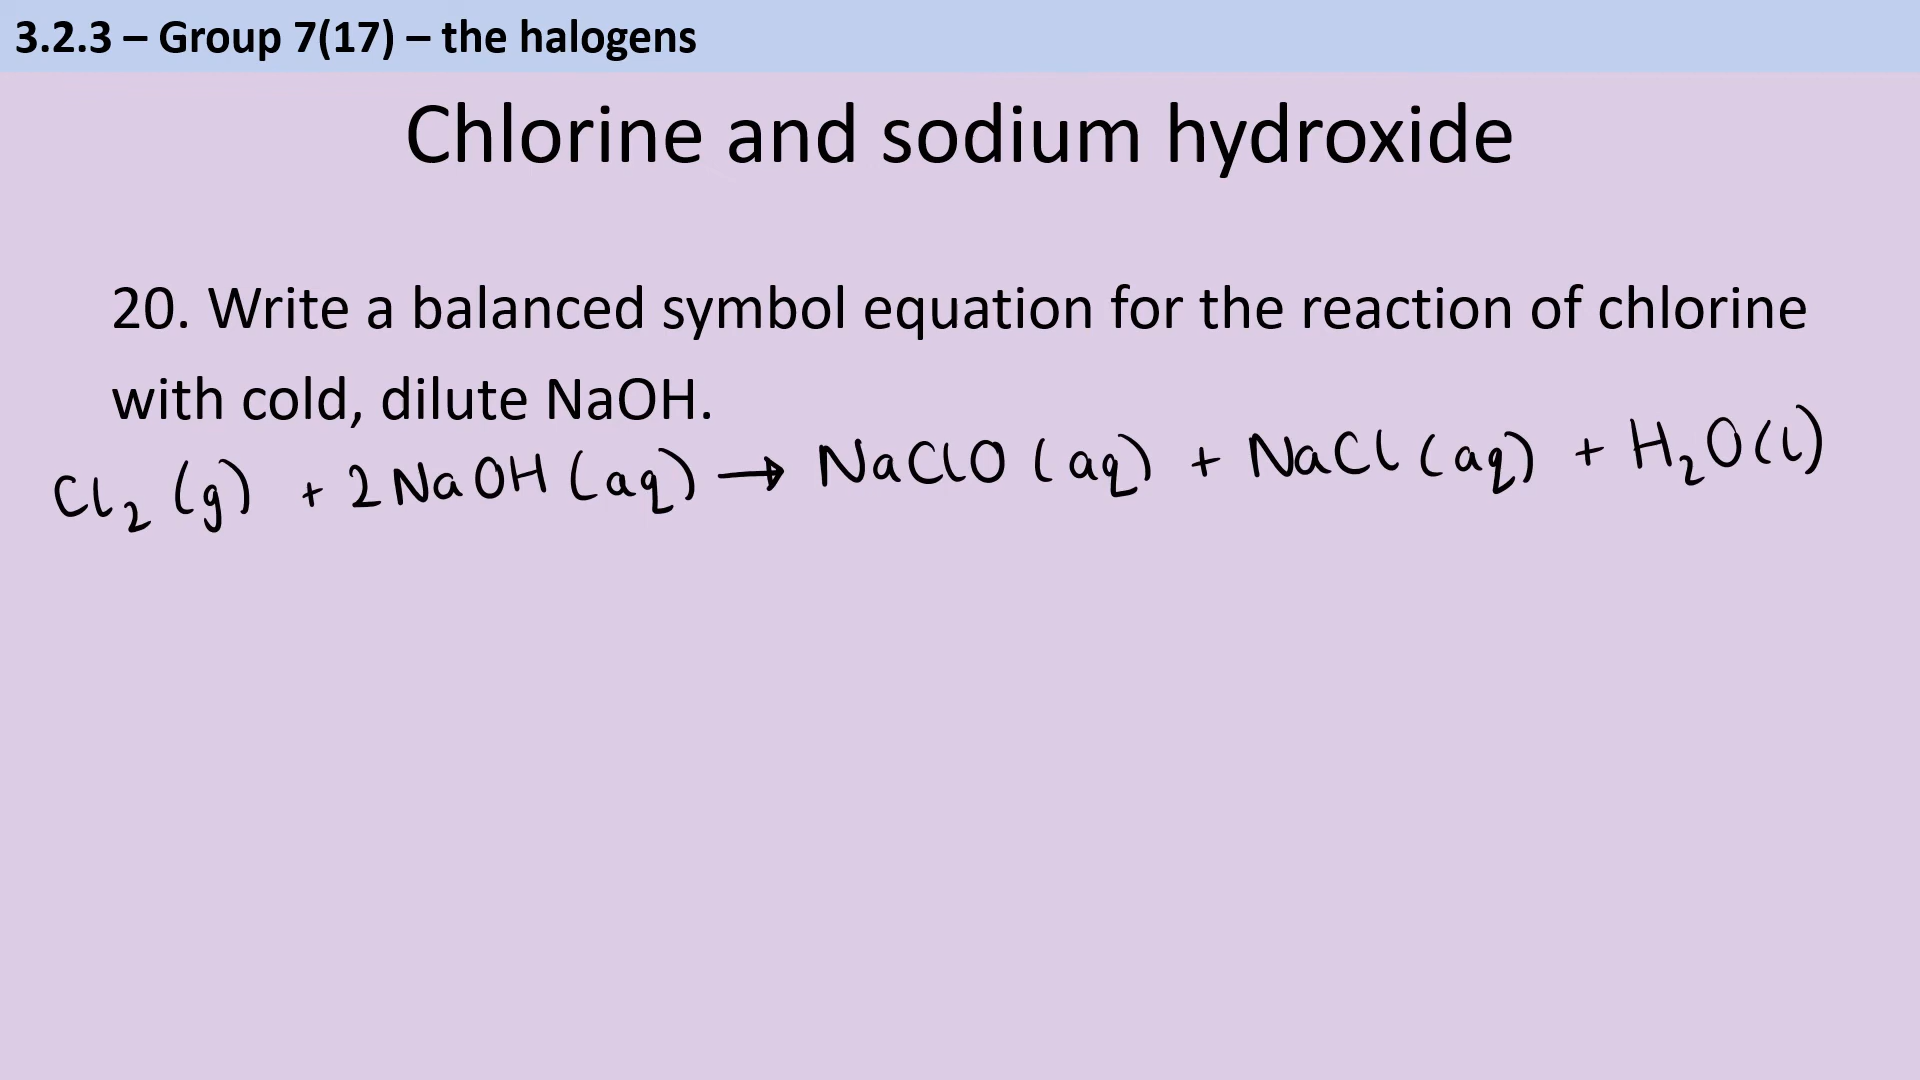 3.2.3 – Group 7(17) – the halogens
Chlorine and sodium hydroxide
20. Write a balanced symbol equation for the reaction of chlorine
with cold, dilute NaOH.
Cl₂ (g) + 2NaOH (aq) → NaClO (aq) + NaCl (aq) + H₂O(l)